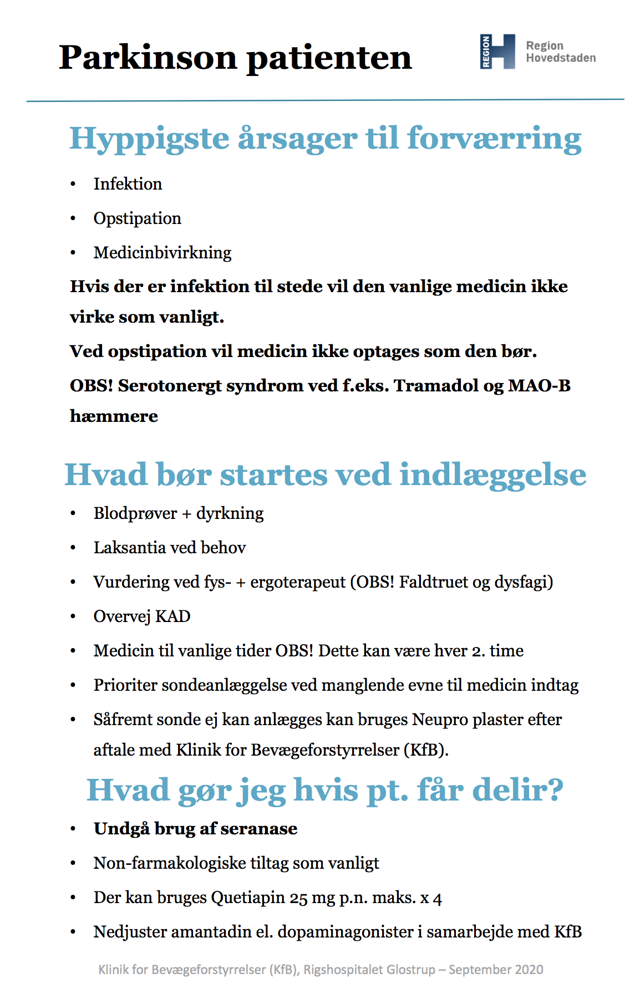 Parkinson patienten
REGION
Region
Hovedstaden
Hyppigste årsager til forværring
• Infektion
• Opstipation
• Medicinbivirkning
Hvis der er infektion til stede vil den vanlige medicin ikke
virke som vanligt.
Ved opstipation vil medicin ikke optages som den bør.
OBS! Serotonergt syndrom ved f.eks. Tramadol og MAO-B
hæmmere
Hvad bør startes ved indlæggelse
• Blodprøver + dyrkning
• Laksantia ved behov
• Vurdering ved fys- + ergoterapeut (OBS! Faldtruet og dysfagi)
• Overvej KAD
• Medicin til vanlige tider OBS! Dette kan være hver 2. time
• Prioriter sondeanlæggelse ved manglende evne til medicin indtag
• Såfremt sonde ej kan anlægges kan bruges Neupro plaster efter
aftale med Klinik for Bevægeforstyrrelser (KfB).
Hvad gør jeg hvis pt. får delir?
• Undgå brug af seranase
• Non-farmakologiske tiltag som vanligt
• Der kan bruges Quetiapin 25 mg p.n. maks. x 4
• Nedjuster amantadin el. dopaminagonister i samarbejde med KfB
Klinik for Bevægeforstyrrelser (KfB), Rigshospitalet Glostrup – September 2020